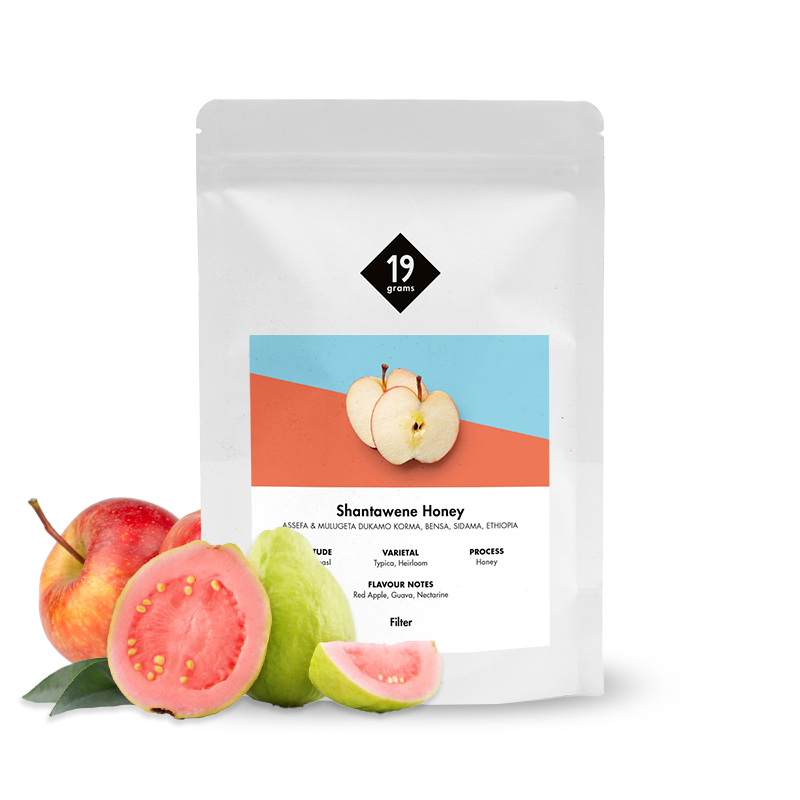 19
grams
Shantawene Honey
ASSEFA & MULUGETA DUKAMO KORMA, BENSA, SIDAMA, ETHIOPIA
VARIETAL PROCESS
Typica, Heirloom Honey
FLAVOUR NOTES
Red Apple, Guava, Nectarine
Filter